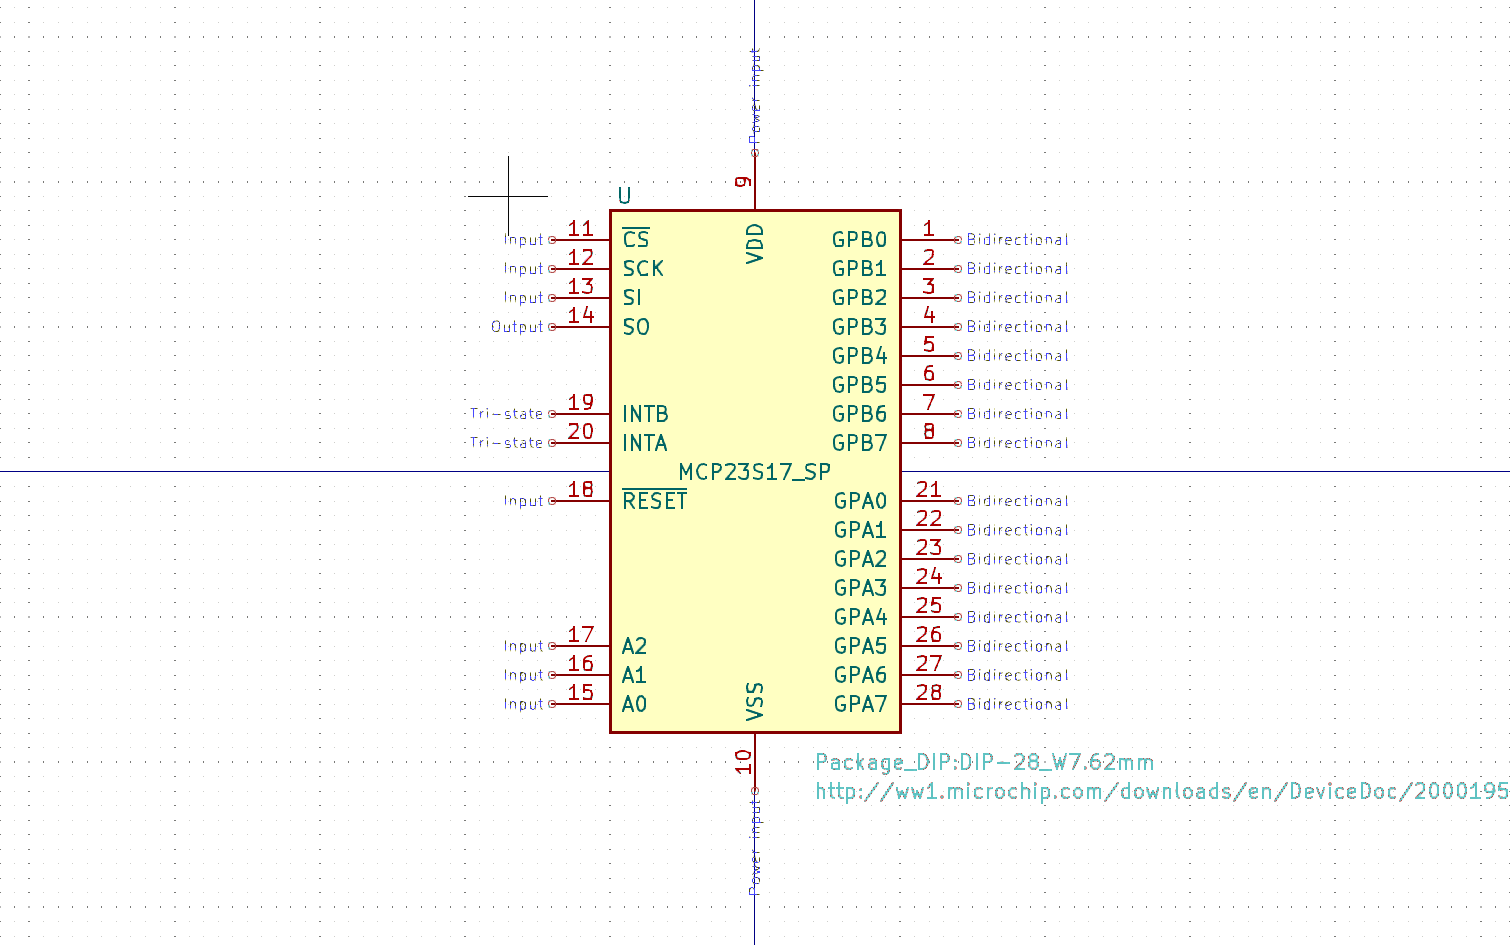 Power input
9
U
VDD
Input 11 CS
Input 12 SCK
Input 13 SI
Output 14 SO
Tri-state 19 INTB
Tri-state 20 INTA
MCP23S17_SP
Input 18 RESET
Input 17 A2
Input 16 A1
Input 15 A0
GPB0 1 Bidirectional
GPB1 2 Bidirectional
GPB2 3 Bidirectional
GPB3 4 Bidirectional
GPB4 5 Bidirectional
GPB5 6 Bidirectional
GPB6 7 Bidirectional
GPB7 8 Bidirectional
GPA0 21 Bidirectional
GPA1 22 Bidirectional
GPA2 23 Bidirectional
GPA3 24 Bidirectional
GPA4 25 Bidirectional
GPA5 26 Bidirectional
GPA6 27 Bidirectional
GPA7 28 Bidirectional
VSS
10
Power input
Package_DIP:DIP-28_W7.62mm
http://ww1.microchip.com/downloads/en/DeviceDoc/2000195